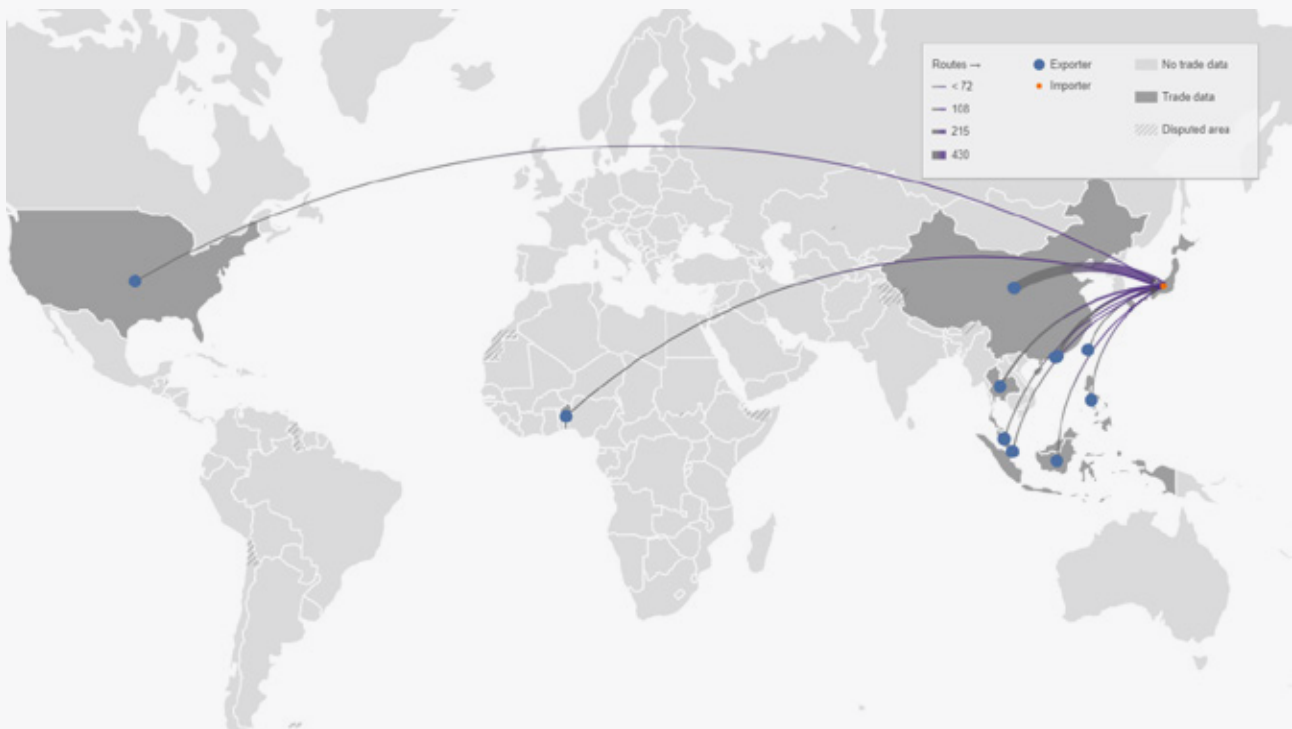 Routes →
< 72
108
215
430
Exporter
Importer
No trade data
Trade data
Disputed area